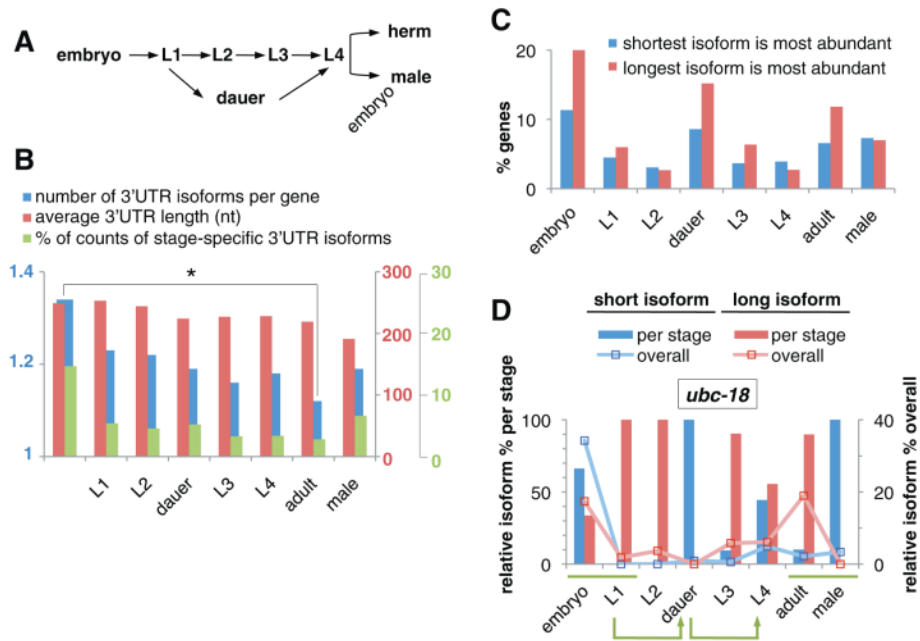 A
embryo
L1
L2
L3
L4
herm
male
dauer
embryo
B
number of 3'UTR isoforms per gene
average 3'UTR length (nt)
% of counts of stage-specific 3'UTR isoforms
*
1.4
1.2
1
300
200
100
0
30
20
10
0
L1
L2
dauer
L3
L4
adult
male
C
shortest isoform is most abundant
longest isoform is most abundant
% genes
20
10
0
embryo
L1
L2
dauer
L3
L4
adult
male
D
short isoform
long isoform
per stage
overall
per stage
overall
ubc-18
relative isoform % per stage
100
50
0
relative isoform % overall
40
20
0
embryo
L1
L2
dauer
L3
L4
adult
male